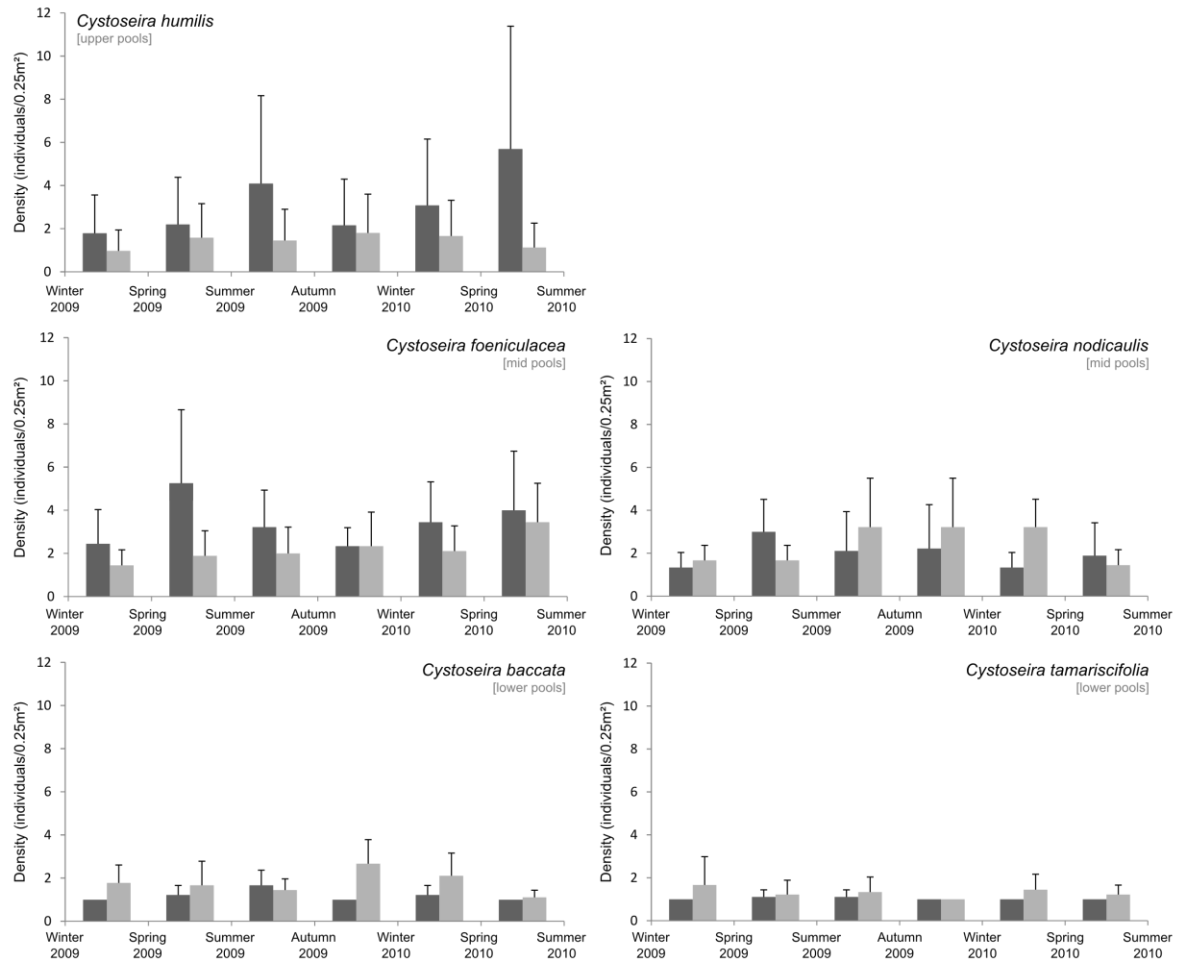 Cystoseira humilis
[upper pools]
Density (individuals/0.25m²)
12
10
8
6
4
2
0
Winter Spring Summer Autumn Winter Spring Summer
2009 2009 2009 2009 2010 2010 2010
Cystoseira foeniculacea
[mid pools]
Density (individuals/0.25m²)
12
10
8
6
4
2
0
Winter Spring Summer Autumn Winter Spring Summer
2009 2009 2009 2009 2010 2010 2010
Cystoseira nodicaulis
[mid pools]
Density (individuals/0.25m²)
12
10
8
6
4
2
0
Winter Spring Summer Autumn Winter Spring Summer
2009 2009 2009 2009 2010 2010 2010
Cystoseira baccata
[lower pools]
Density (individuals/0.25m²)
12
10
8
6
4
2
0
Winter Spring Summer Autumn Winter Spring Summer
2009 2009 2009 2009 2010 2010 2010
Cystoseira tamariscifolia
[lower pools]
Density (individuals/0.25m²)
12
10
8
6
4
2
0
Winter Spring Summer Autumn Winter Spring Summer
2009 2009 2009 2009 2010 2010 2010